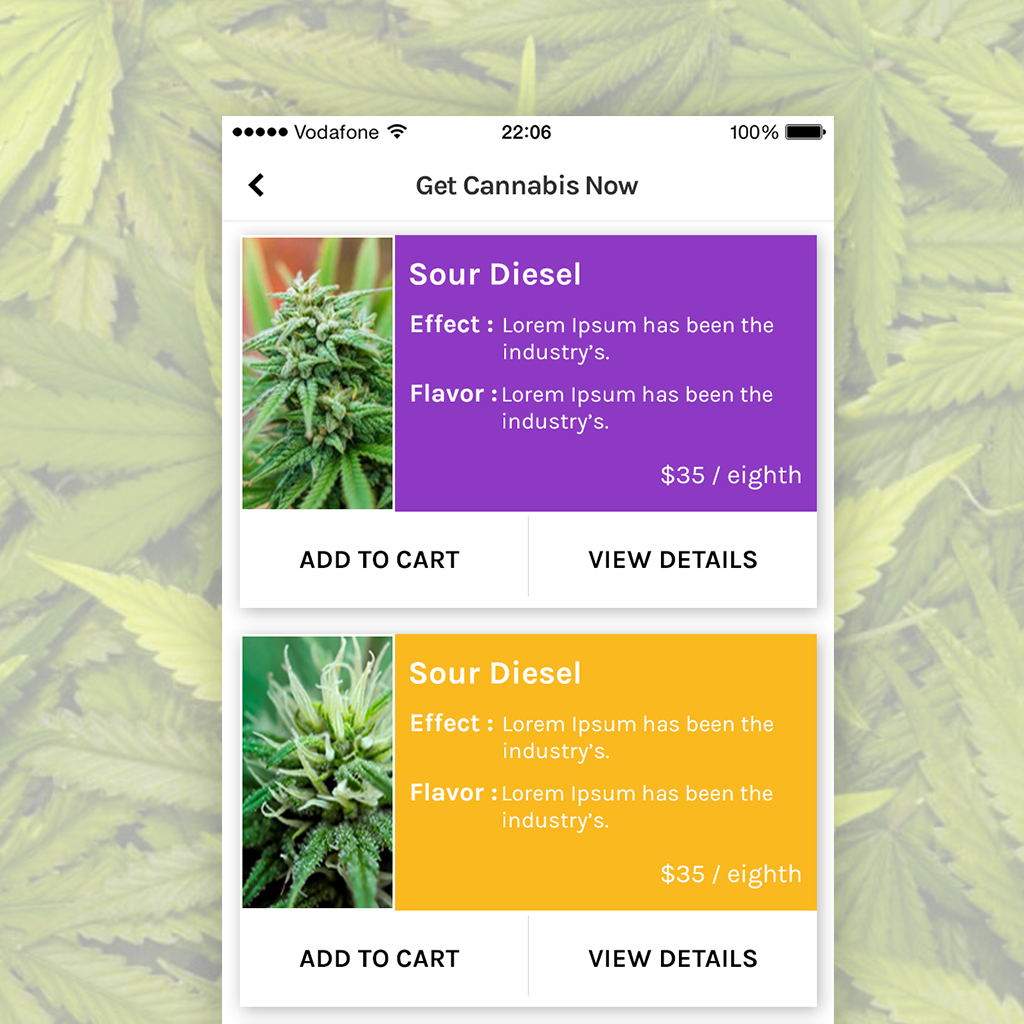 Vodafone 22:06 100%
Get Cannabis Now
Sour Diesel
Effect : Lorem Ipsum has been the
industry’s.
Flavor : Lorem Ipsum has been the
industry’s.
$35 / eighth
ADD TO CART VIEW DETAILS
Sour Diesel
Effect : Lorem Ipsum has been the
industry’s.
Flavor : Lorem Ipsum has been the
industry’s.
$35 / eighth
ADD TO CART VIEW DETAILS